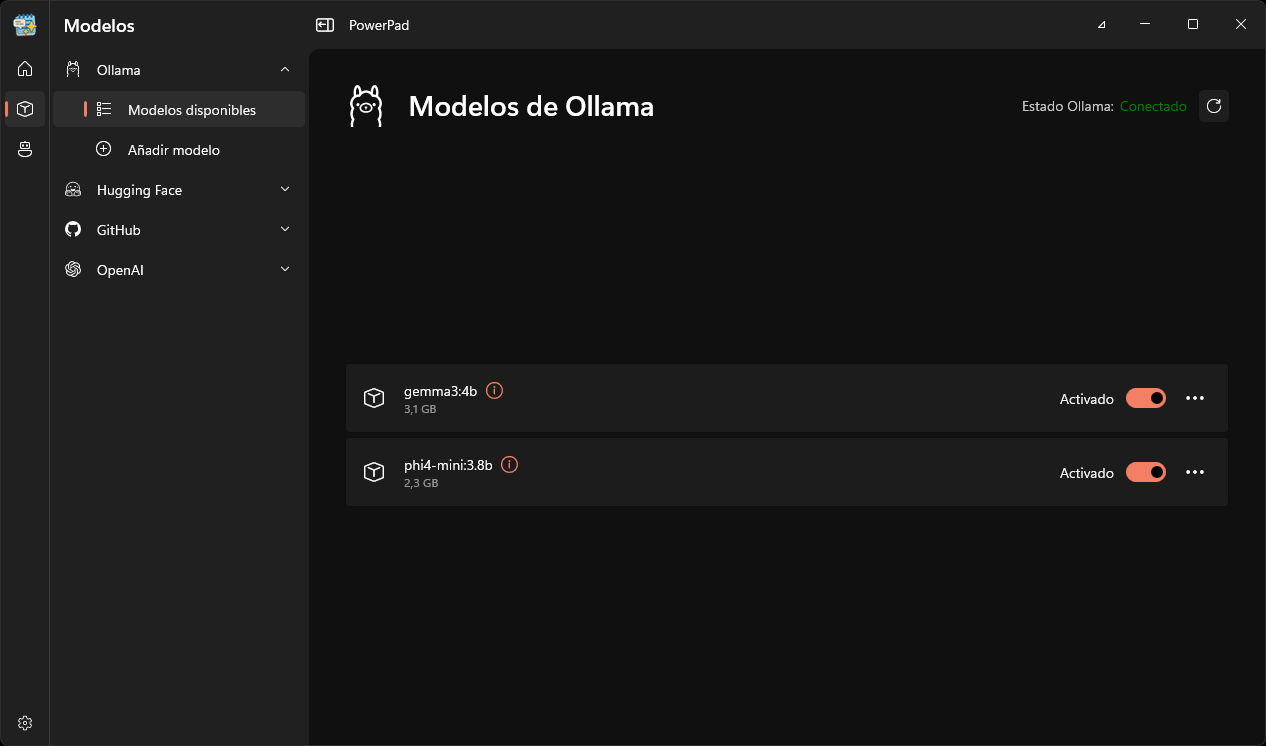 Modelos
PowerPad
Ollama
Modelos disponibles
Añadir modelo
Hugging Face
GitHub
OpenAI
Modelos de Ollama
Estado Ollama: Conectado
gemma3:4b
3,1 GB
Activado
phi4-mini:3.8b
2,3 GB
Activado